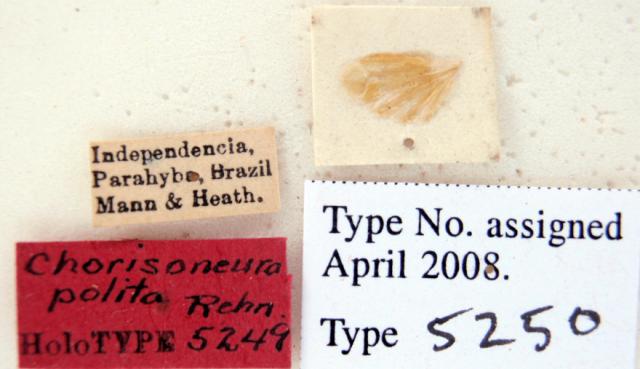 Independencia,
Parahyba, Brazil
Mann & Heath.
Chorisoneura
polita Rehn.
HoloTYPE 5249
Type No. assigned
April 2008.
Type 5250